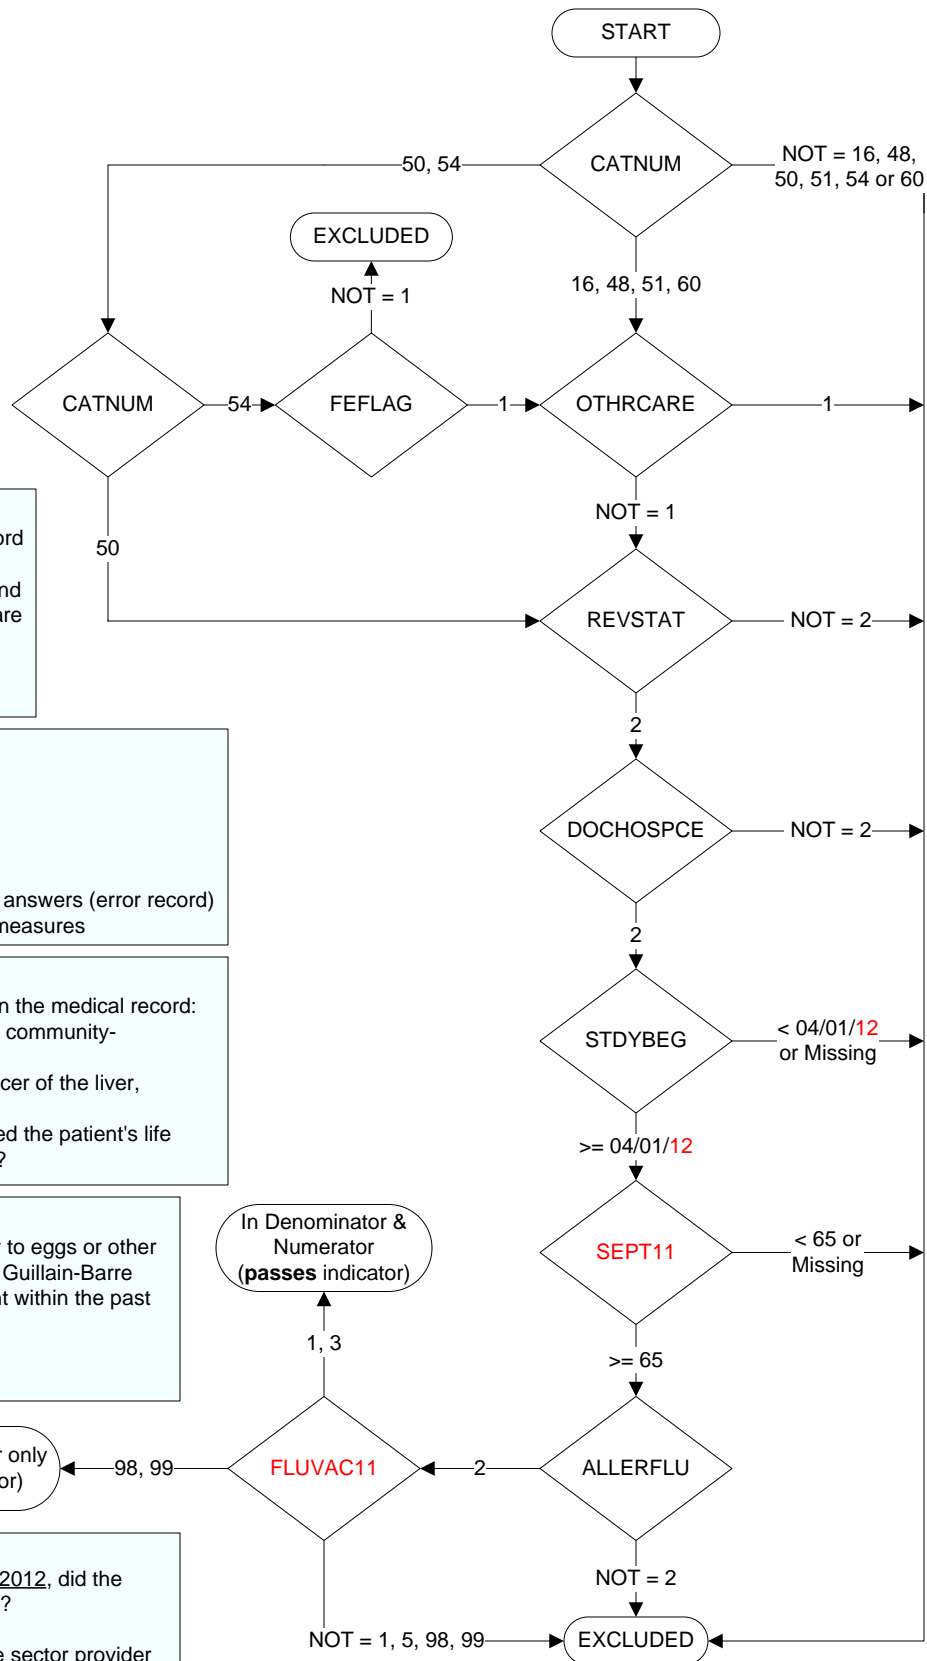 START
CATNUM
50, 54
NOT = 16, 48,
50, 51, 54 or 60
EXCLUDED
NOT = 1
16, 48, 51, 60
CATNUM
54
FEFLAG
1
OTHRCARE
1
NOT = 1
50
ord
nd
are
REVSTAT
NOT = 2
2
DOCHOSPCE
NOT = 2
answers (error record)
measures
2
n the medical record:
community-
cer of the liver,
ed the patient's life
?
STDYBEG
< 04/01/12
or Missing
>= 04/01/12
y to eggs or other
Guillain-Barre
nt within the past
In Denominator &
Numerator
(passes indicator)
SEPT11
< 65 or
Missing
1, 3
>= 65
r only
or)
98, 99
FLUVAC11
2
ALLERFLU
2012, did the
?
e sector provider
NOT = 2
NOT = 1, 5, 98, 99
EXCLUDED